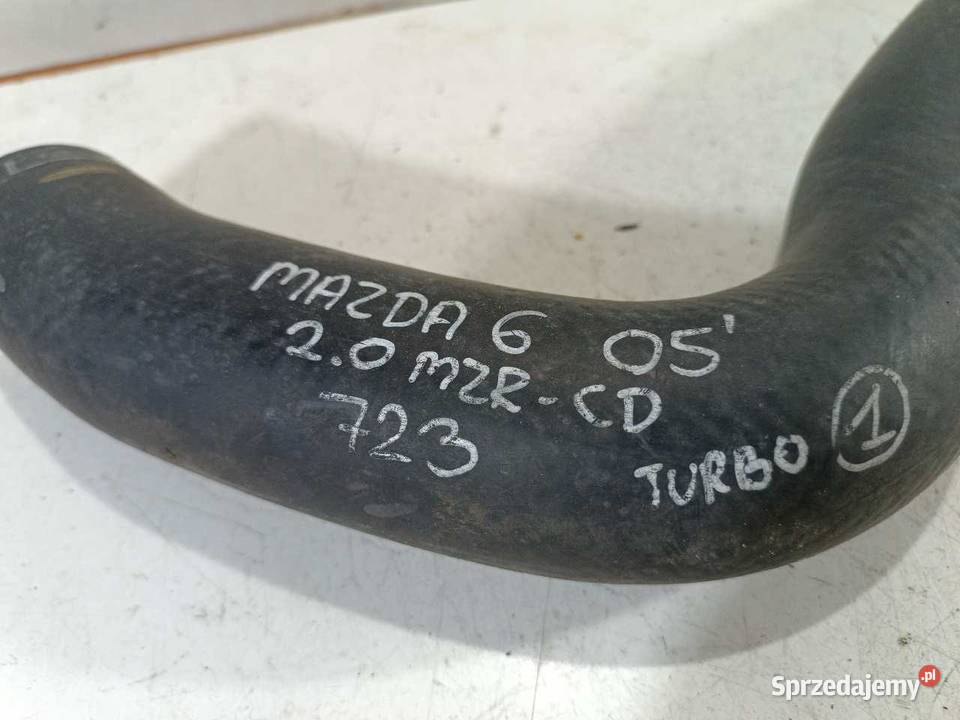 MAZDA 6 05'
2.0 MZR-CD
723
TURBO 1
Sprzedajemy.pl